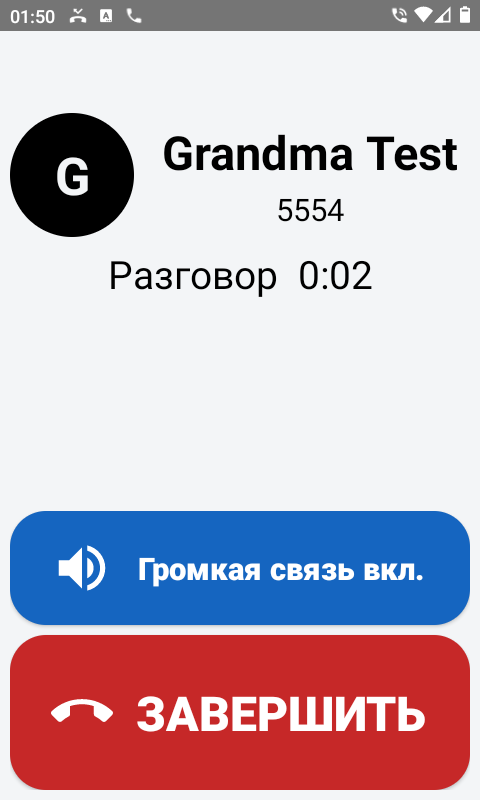 01:50
G
Grandma Test
5554
Разговор 0:02
Громкая связь вкл.
ЗАВЕРШИТЬ